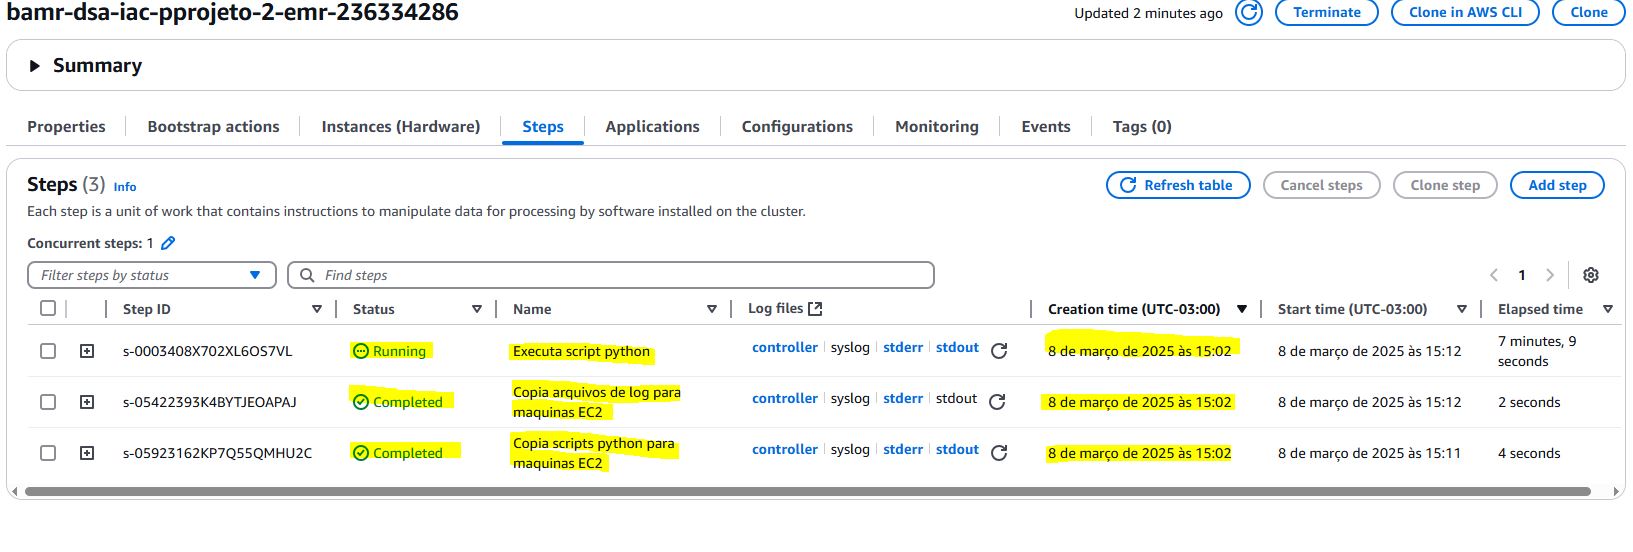 bamr-dsa-iac-pprojeto-2-emr-236334286
Updated 2 minutes ago
Terminate
Clone in AWS CLI
Clone
Summary
Properties
Bootstrap actions
Instances (Hardware)
Steps
Applications
Configurations
Monitoring
Events
Tags (0)
Steps (3) Info
Refresh table
Cancel steps
Clone step
Add step
Each step is a unit of work that contains instructions to manipulate data for processing by software installed on the cluster.
Concurrent steps: 1
Filter steps by status
Find steps
1
Step ID
Status
Name
Log files
Creation time (UTC-03:00)
Start time (UTC-03:00)
Elapsed time
s-0003408X702XL6OS7VL
Running
Executa script python
controller
syslog
stderr
stdout
8 de março de 2025 às 15:02
8 de março de 2025 às 15:12
7 minutes, 9
seconds
s-05422393K4BYTJEOAPAJ
Completed
Copia arquivos de log para
maquinas EC2
controller
syslog
stderr
stdout
8 de março de 2025 às 15:02
8 de março de 2025 às 15:12
2 seconds
s-05923162KP7Q55QMHU2C
Completed
Copia scripts python para
maquinas EC2
controller
syslog
stderr
stdout
8 de março de 2025 às 15:02
8 de março de 2025 às 15:11
4 seconds